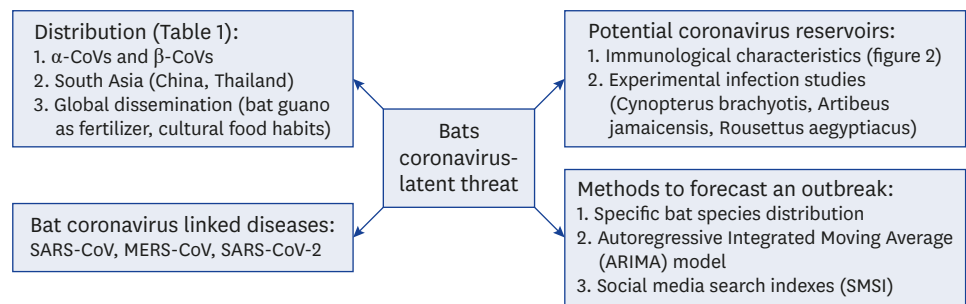 Distribution (Table 1):
1. α-CoVs and β-CoVs
2. South Asia (China, Thailand)
3. Global dissemination (bat guano
as fertilizer, cultural food habits)
Potential coronavirus reservoirs:
1. Immunological characteristics (figure 2)
2. Experimental infection studies
(Cynopterus brachyotis, Artibeus
jamaicensis, Rousettus aegyptiacus)
Bats
coronavirus-
latent threat
Bat coronavirus linked diseases:
SARS-CoV, MERS-CoV, SARS-CoV-2
Methods to forecast an outbreak:
1. Specific bat species distribution
2. Autoregressive Integrated Moving Average
(ARIMA) model
3. Social media search indexes (SMSI)